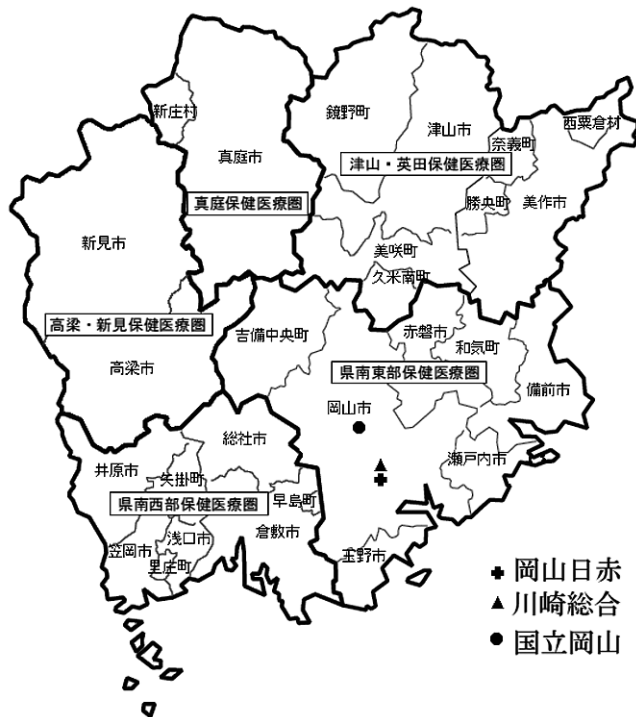 新庄村
真庭市
真庭保健医療圏
鏡野町
津山市
奈義町
西粟倉村
津山・英田保健医療圏
勝央町
美作市
美咲町
久米南町
新見市
高梁・新見保健医療圏
高梁市
吉備中央町
赤磐市
和気町
県南東部保健医療圏
備前市
岡山市
瀬戸内市
玉野市
総社市
井原市
矢掛町
早島町
県南西部保健医療圏
浅口市
倉敷市
笠岡市
里庄町
岡山日赤
川崎総合
国立岡山